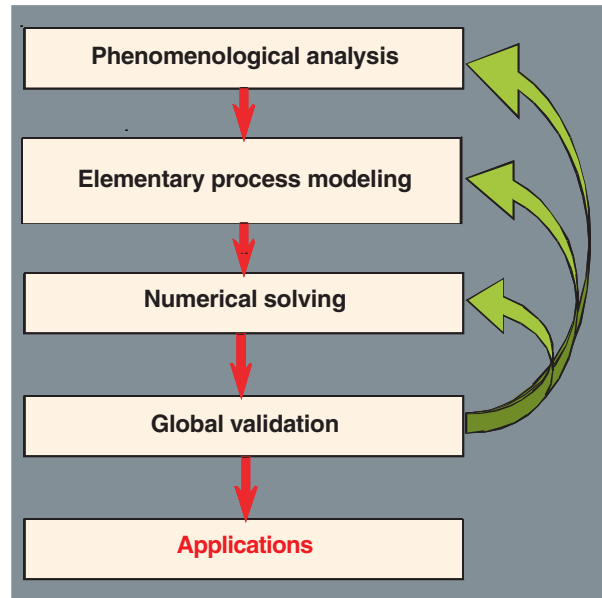 Phenomenological analysis
Elementary process modeling
Numerical solving
Global validation
Applications